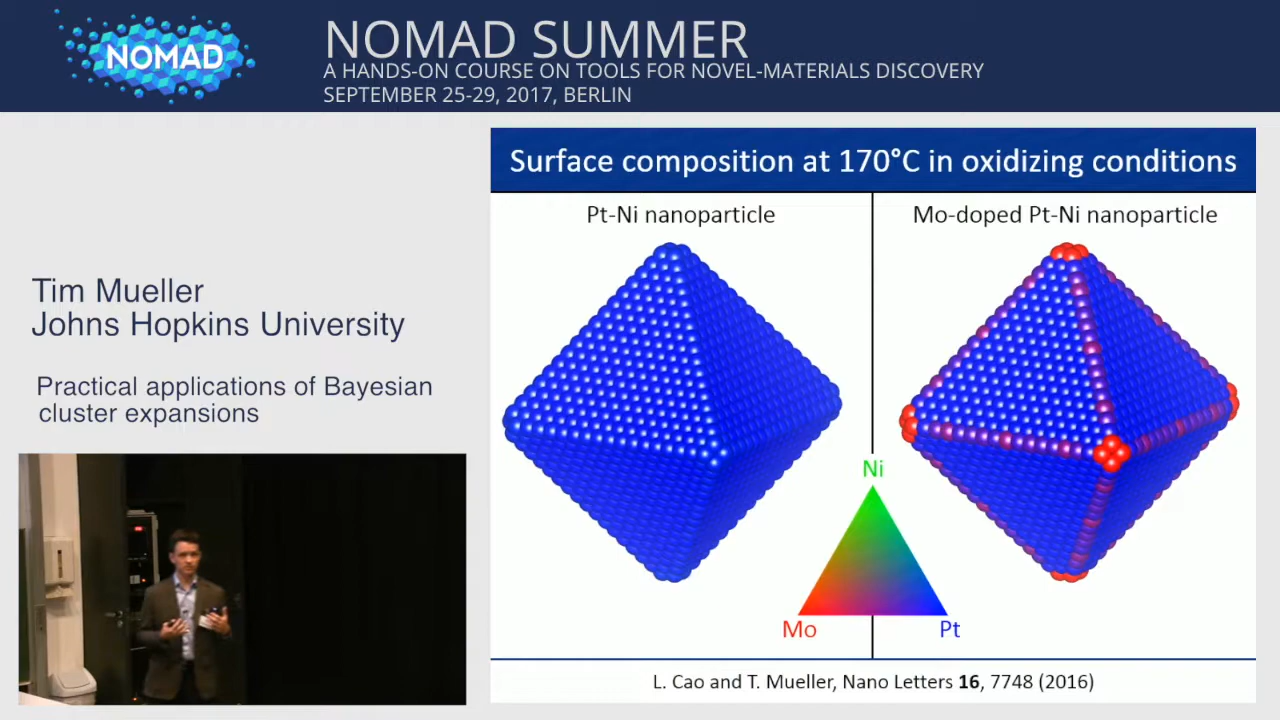 NOMAD
NOMAD SUMMER
A HANDS-ON COURSE ON TOOLS FOR NOVEL-MATERIALS DISCOVERY
SEPTEMBER 25-29, 2017, BERLIN
Tim Mueller
Johns Hopkins University
Practical applications of Bayesian
cluster expansions
Surface composition at 170°C in oxidizing conditions
Pt-Ni nanoparticle
Mo-doped Pt-Ni nanoparticle
Ni
Mo
Pt
L. Cao and T. Mueller, Nano Letters 16, 7748 (2016)